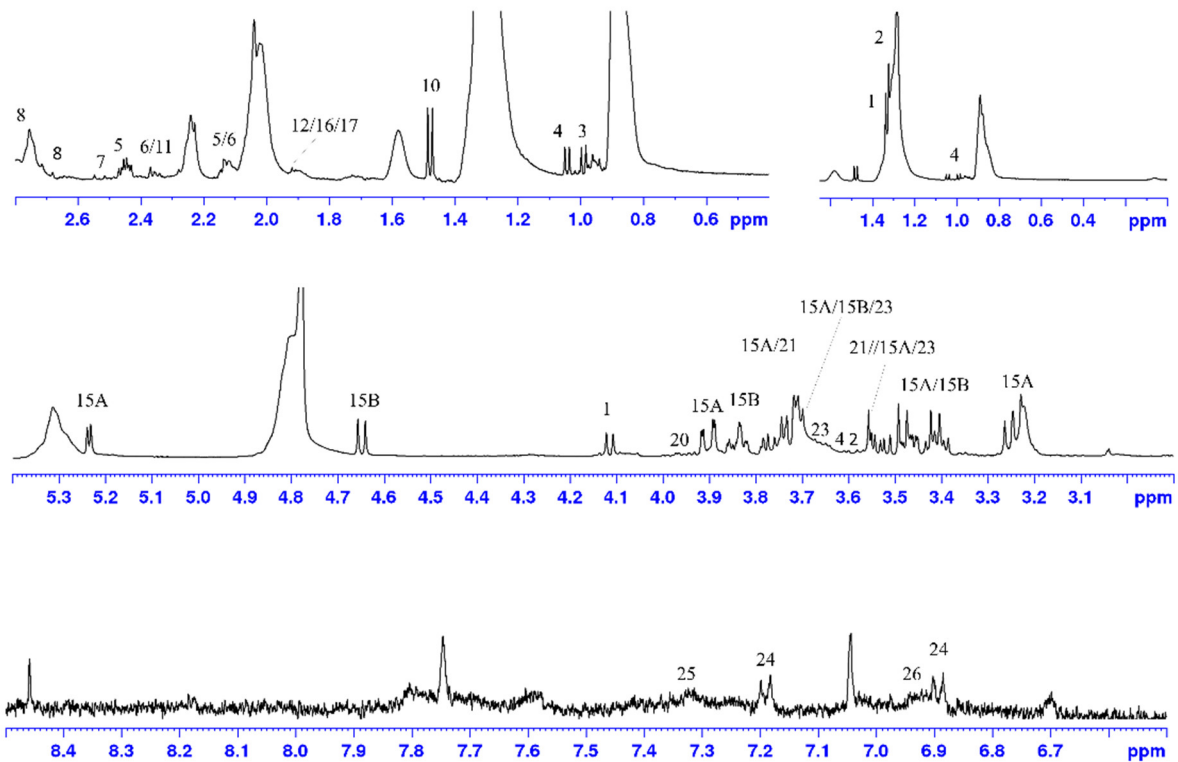 8 8 7 5 6/11 5/6 12/16/17 10 4 3
2.6 2.4 2.2 2.0 1.8 1.6 1.4 1.2 1.0 0.8 0.6 ppm
2 1 4
1.4 1.2 1.0 0.8 0.6 0.4 ppm
15A 15B 1 20 15A 15B 15A/21 15A/15B/23 23 4 2 21//15A/23 15A/15B 15A
5.3 5.2 5.1 5.0 4.9 4.8 4.7 4.6 4.5 4.4 4.3 4.2 4.1 4.0 3.9 3.8 3.7 3.6 3.5 3.4 3.3 3.2 3.1 ppm
25 24 26 24
8.4 8.3 8.2 8.1 8.0 7.9 7.8 7.7 7.6 7.5 7.4 7.3 7.2 7.1 7.0 6.9 6.8 6.7 ppm